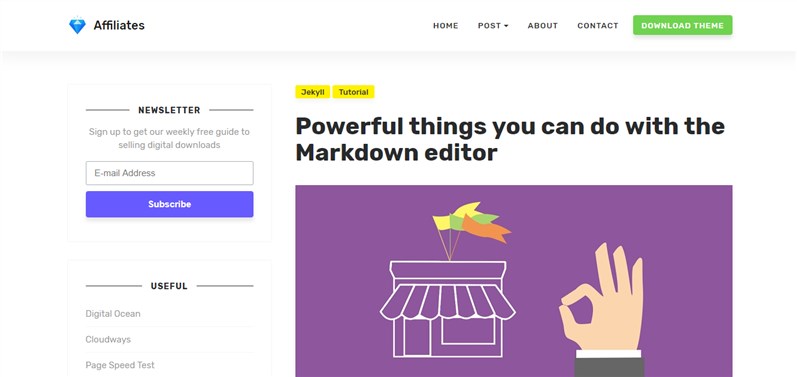 Affiliates
HOME POST ABOUT CONTACT DOWNLOAD THEME
NEWSLETTER
Sign up to get our weekly free guide to
selling digital downloads
E-mail Address
Subscribe
USEFUL
Digital Ocean
Cloudways
Page Speed Test
Jekyll Tutorial
Powerful things you can do with the
Markdown editor